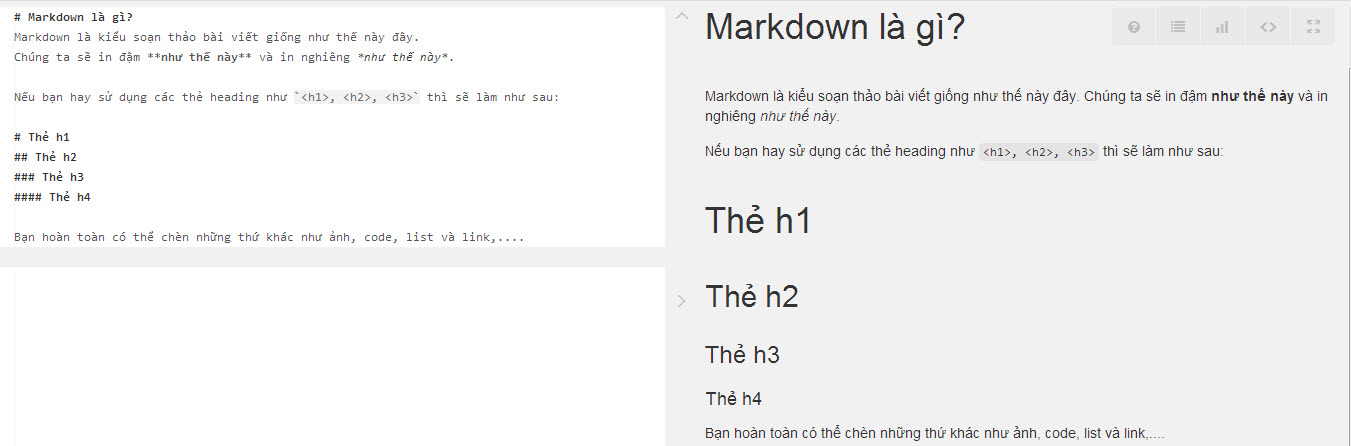 # Markdown là gì?
Markdown là kiểu soạn thảo bài viết giống như thế này đây.
Chúng ta sẽ in đậm **như thế này** và in nghiêng *như thế này*.
Nếu bạn hay sử dụng các thẻ heading như `<h1>, <h2>, <h3>` thì sẽ làm như sau:
# Thẻ h1
## Thẻ h2
### Thẻ h3
#### Thẻ h4
Bạn hoàn toàn có thể chèn những thứ khác như ảnh, code, list và link,....
Markdown là gì?
Markdown là kiểu soạn thảo bài viết giống như thế này đây. Chúng ta sẽ in đậm như thế này và in
nghiêng như thế này.
Nếu bạn hay sử dụng các thẻ heading như <h1>, <h2>, <h3> thì sẽ làm như sau:
Thẻ h1
Thẻ h2
Thẻ h3
Thẻ h4
Bạn hoàn toàn có thể chèn những thứ khác như ảnh, code, list và link,....